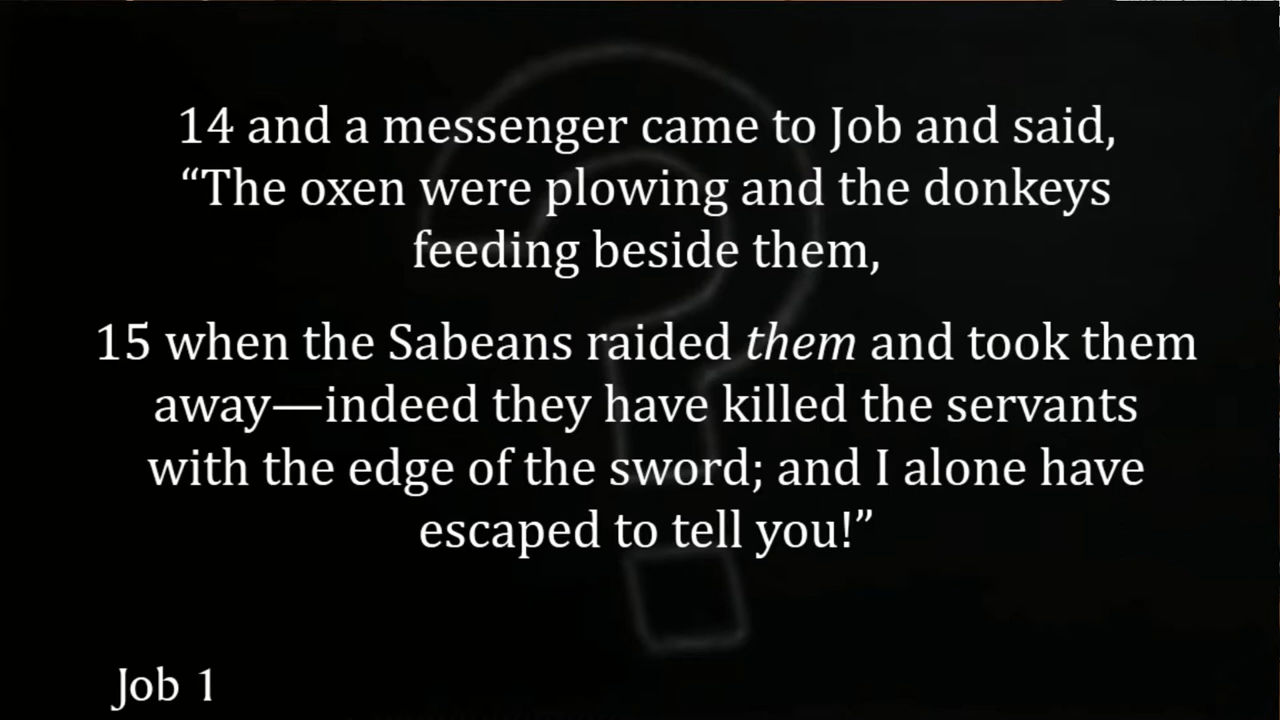 14 and a messenger came to Job and said,
“The oxen were plowing and the donkeys
feeding beside them,
15 when the Sabeans raided them and took them
away—indeed they have killed the servants
with the edge of the sword; and I alone have
escaped to tell you!”
Job 1